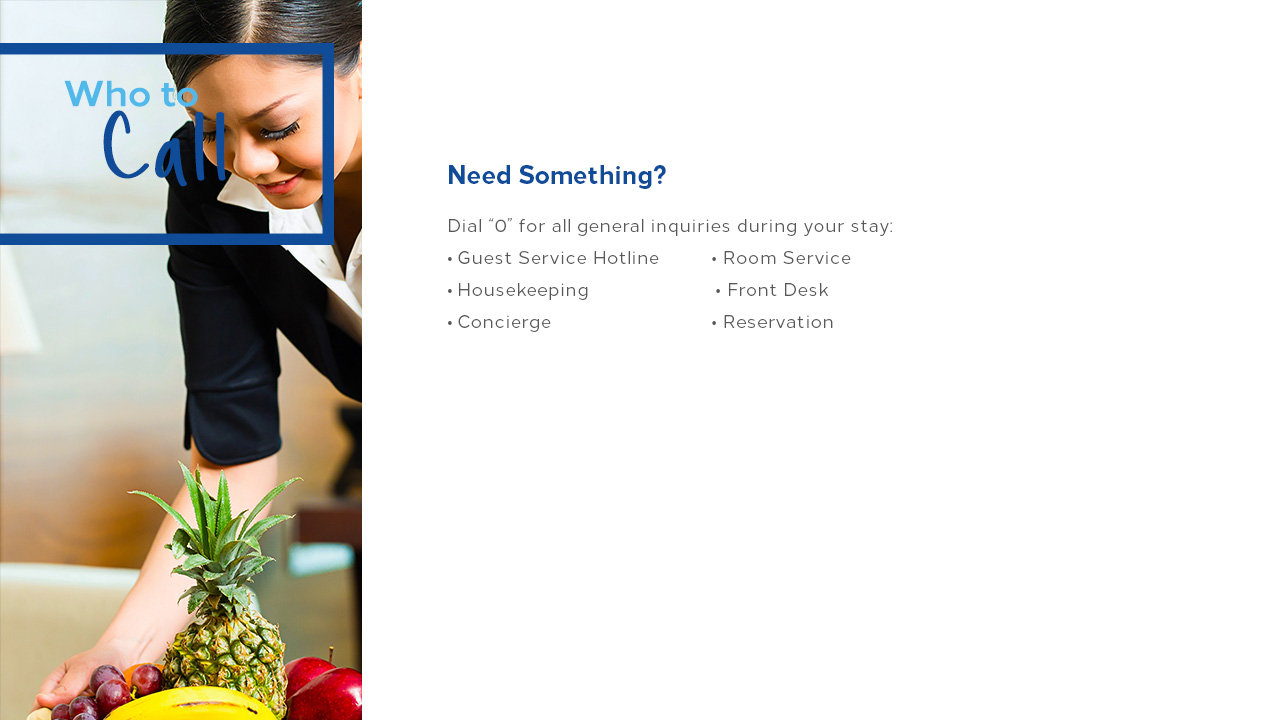 Who to
Call
Need Something?
Dial “0” for all general inquiries during your stay:
• Guest Service Hotline • Room Service
• Housekeeping • Front Desk
• Concierge • Reservation